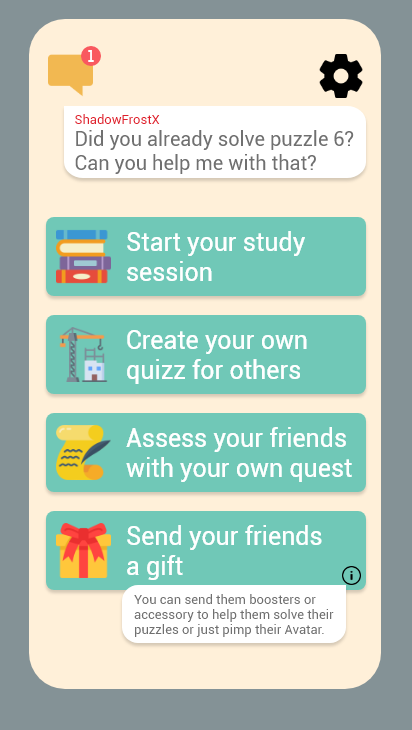 1
ShadowFrostX
Did you already solve puzzle 6?
Can you help me with that?
Start your study
session
Create your own
quizz for others
Assess your friends
with your own quest
Send your friends
a gift
i
You can send them boosters or
accessory to help them solve their
puzzles or just pimp their Avatar.